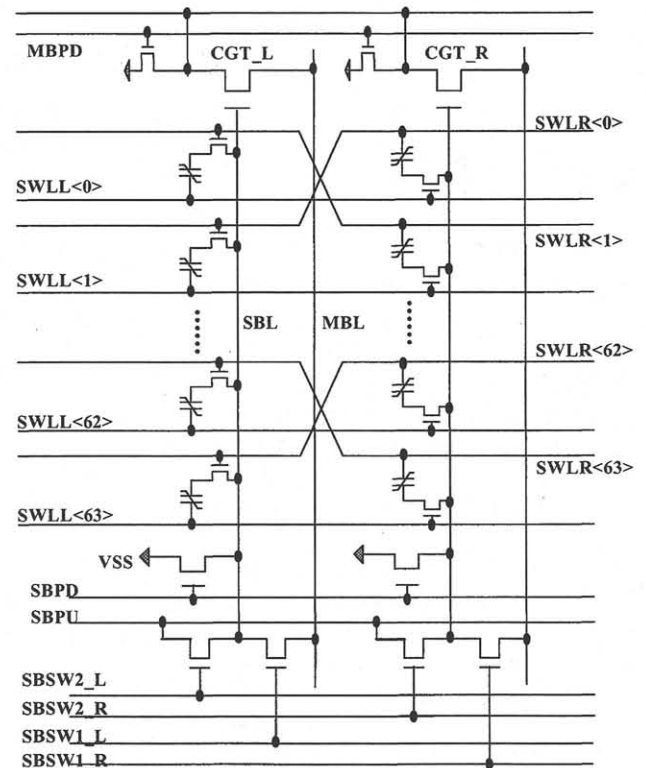 MBPD
CGT_L
CGT_R
SWLR<0>
SWLL<0>
SWLR<1>
SWLL<1>
SBL
MBL
SWLR<62>
SWLL<62>
SWLR<63>
SWLL<63>
VSS
SBPD
SBPU
SBSW2_L
SBSW2_R
SBSW1_L
SBSW1_R